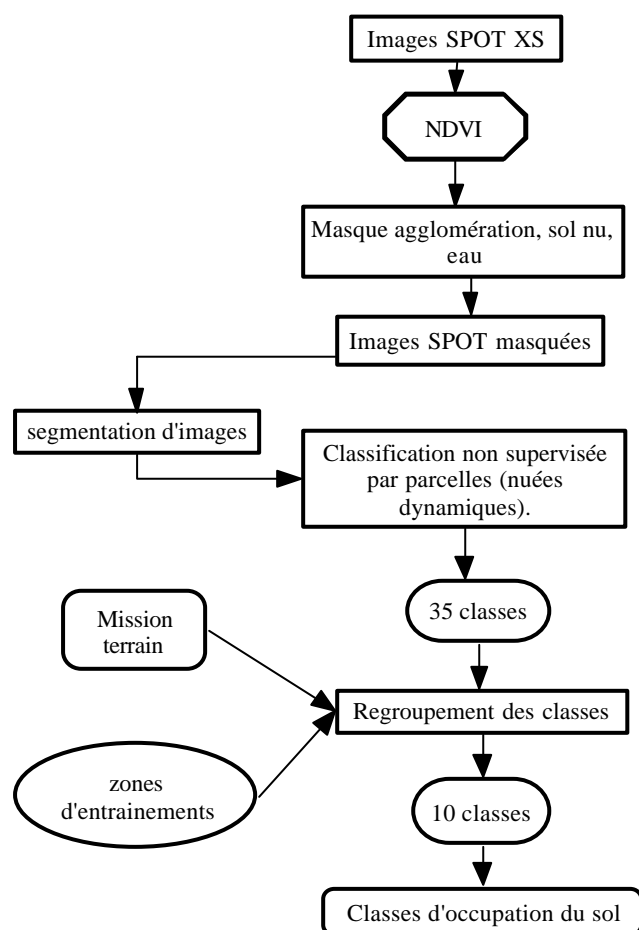 Images SPOT XS
NDVI
Masque agglomération, sol nu,
eau
Images SPOT masquées
segmentation d'images
Classification non supervisée
par parcelles (nuées
dynamiques).
35 classes
Mission
terrain
Regroupement des classes
zones
d'entrainements
10 classes
Classes d'occupation du sol